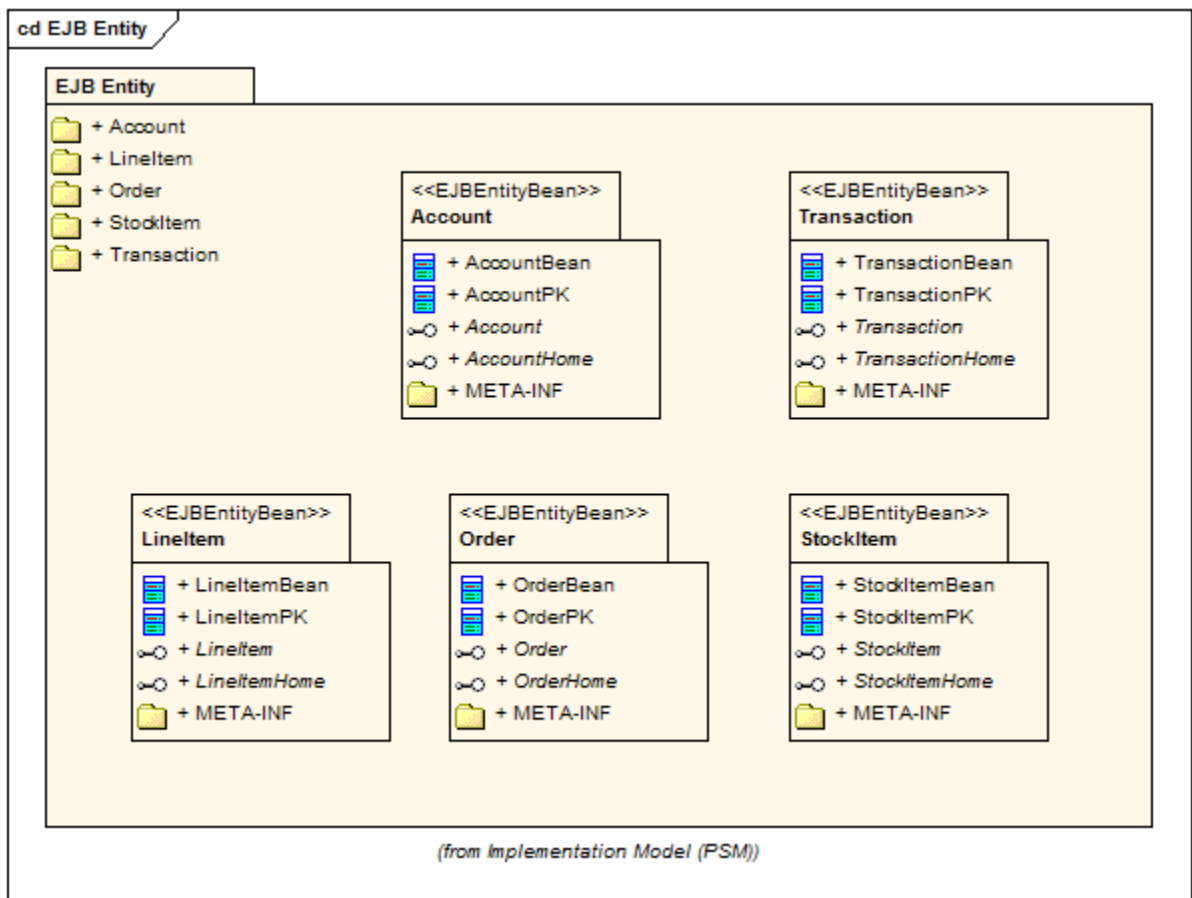 cd EJB Entity
EJB Entity
+ Account
+ LineItem
+ Order
+ StockItem
+ Transaction
<<EJBEntityBean>>
Account
+ AccountBean
+ AccountPK
+ Account
+ AccountHome
+ META-INF
<<EJBEntityBean>>
Transaction
+ TransactionBean
+ TransactionPK
+ Transaction
+ TransactionHome
+ META-INF
<<EJBEntityBean>>
LineItem
+ LineItemBean
+ LineItemPK
+ LineItem
+ LineItemHome
+ META-INF
<<EJBEntityBean>>
Order
+ OrderBean
+ OrderPK
+ Order
+ OrderHome
+ META-INF
<<EJBEntityBean>>
StockItem
+ StockItemBean
+ StockItemPK
+ StockItem
+ StockItemHome
+ META-INF
(from Implementation Model (PSM))